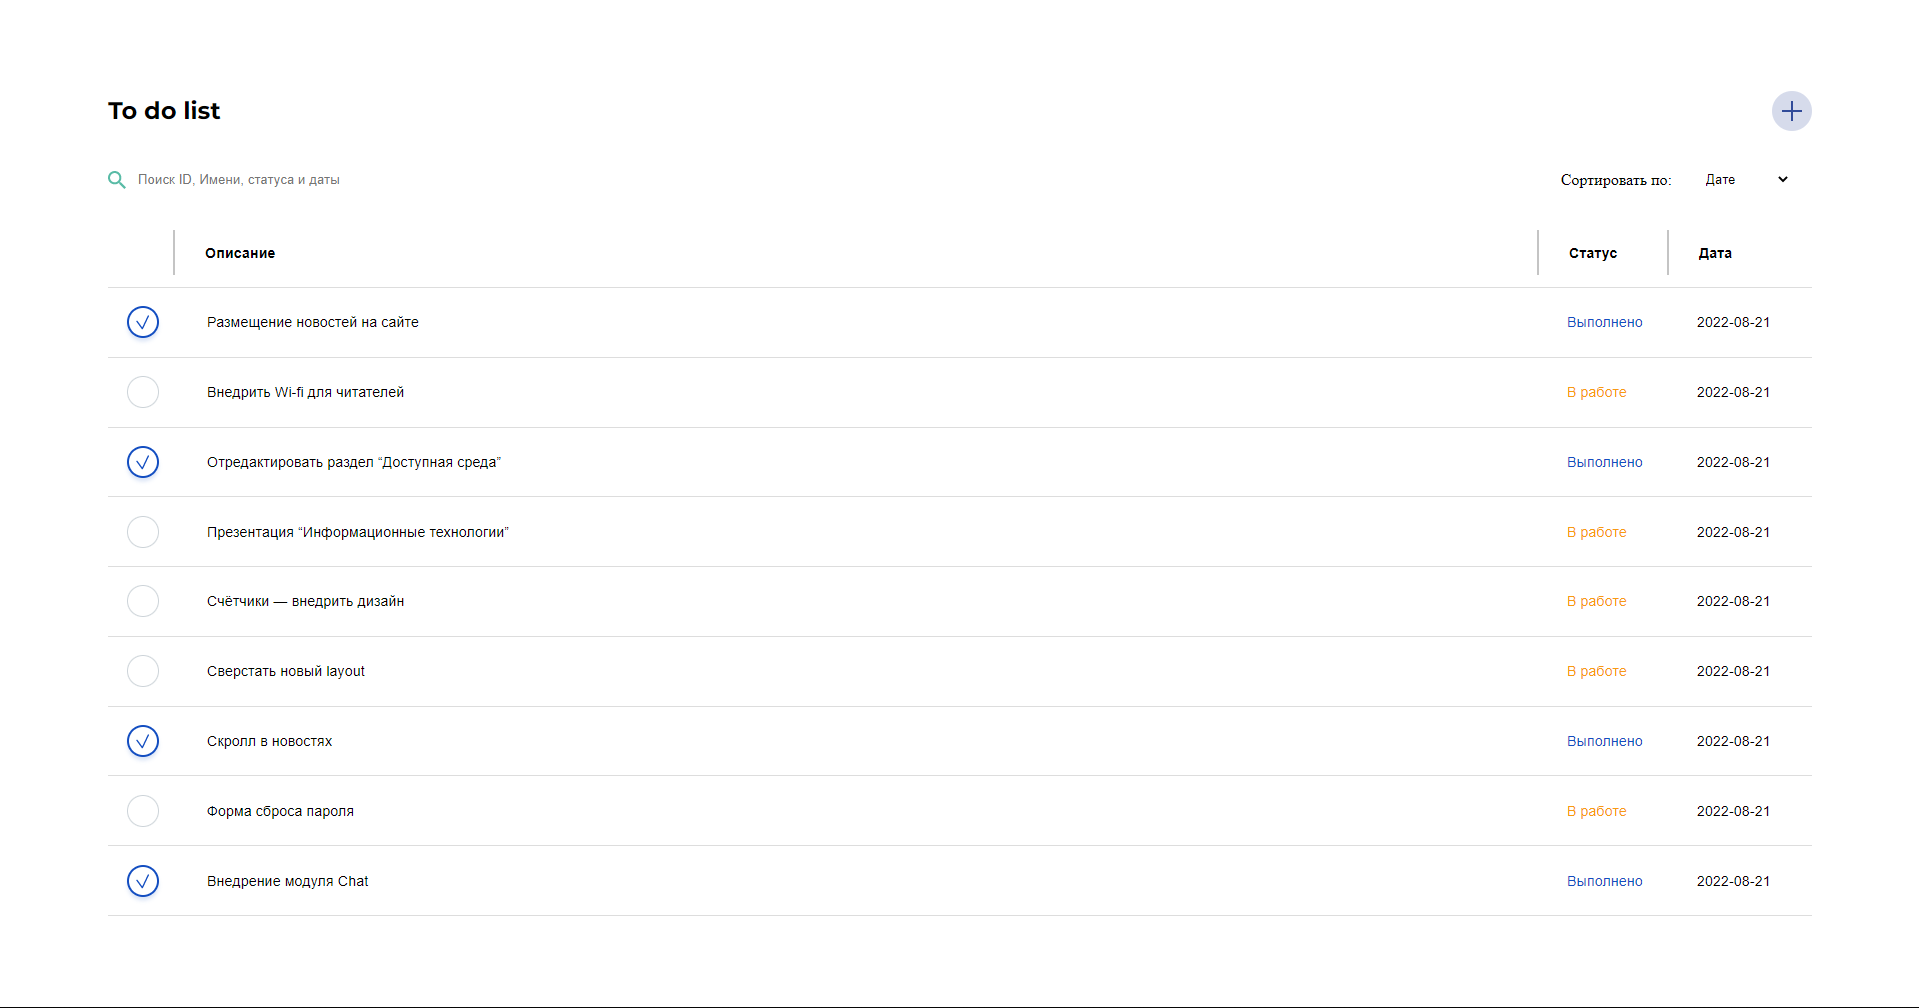 To do list
Поиск ID, Имени, статуса и даты
Сортировать по: Дате
Описание Статус Дата
Размещение новостей на сайте Выполнено 2022-08-21
Внедрить Wi-fi для читателей В работе 2022-08-21
Отредактировать раздел “Доступная среда” Выполнено 2022-08-21
Презентация “Информационные технологии” В работе 2022-08-21
Счётчики — внедрить дизайн В работе 2022-08-21
Сверстать новый layout В работе 2022-08-21
Скролл в новостях Выполнено 2022-08-21
Форма сброса пароля В работе 2022-08-21
Внедрение модуля Chat Выполнено 2022-08-21